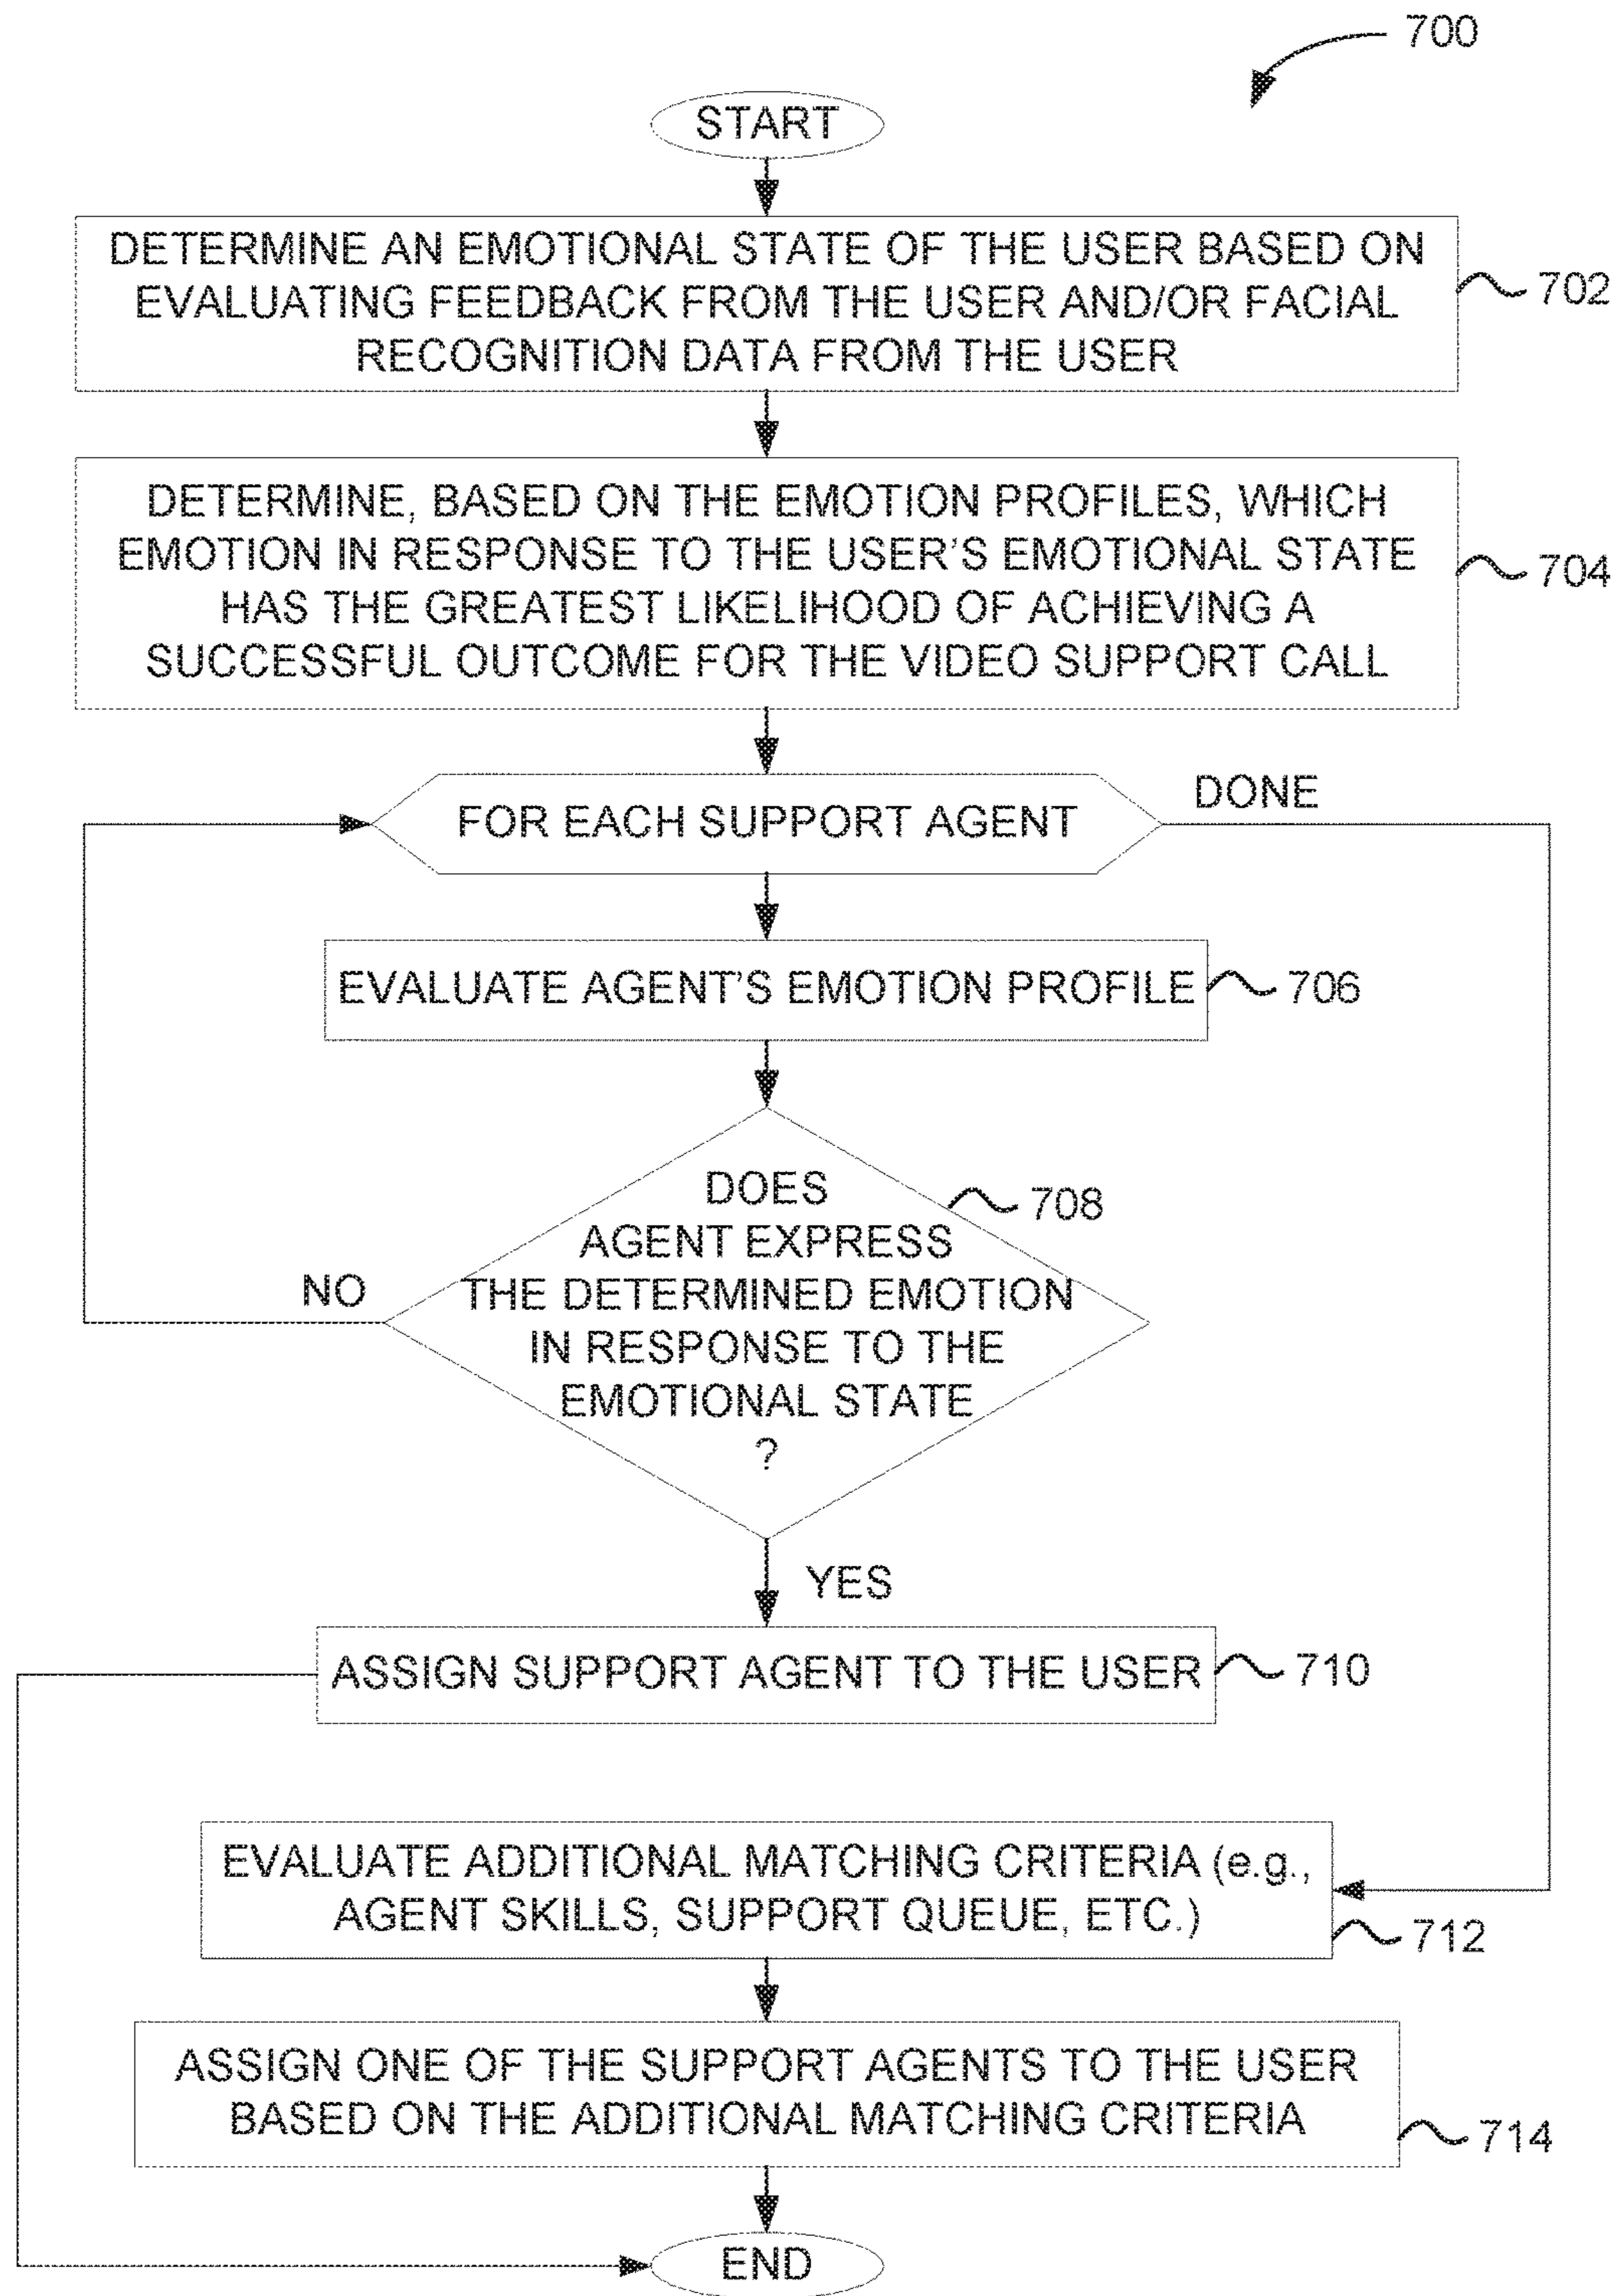 700
START
DETERMINE AN EMOTIONAL STATE OF THE USER BASED ON
EVALUATING FEEDBACK FROM THE USER AND/OR FACIAL
RECOGNITION DATA FROM THE USER
702
DETERMINE, BASED ON THE EMOTION PROFILES, WHICH
EMOTION IN RESPONSE TO THE USER'S EMOTIONAL STATE
HAS THE GREATEST LIKELIHOOD OF ACHIEVING A
SUCCESSFUL OUTCOME FOR THE VIDEO SUPPORT CALL
704
FOR EACH SUPPORT AGENT
DONE
EVALUATE AGENT'S EMOTION PROFILE
706
DOES
AGENT EXPRESS
THE DETERMINED EMOTION
IN RESPONSE TO THE
EMOTIONAL STATE
?
708
NO
YES
ASSIGN SUPPORT AGENT TO THE USER
710
EVALUATE ADDITIONAL MATCHING CRITERIA (e.g.,
AGENT SKILLS, SUPPORT QUEUE, ETC.)
712
ASSIGN ONE OF THE SUPPORT AGENTS TO THE USER
BASED ON THE ADDITIONAL MATCHING CRITERIA
714
END